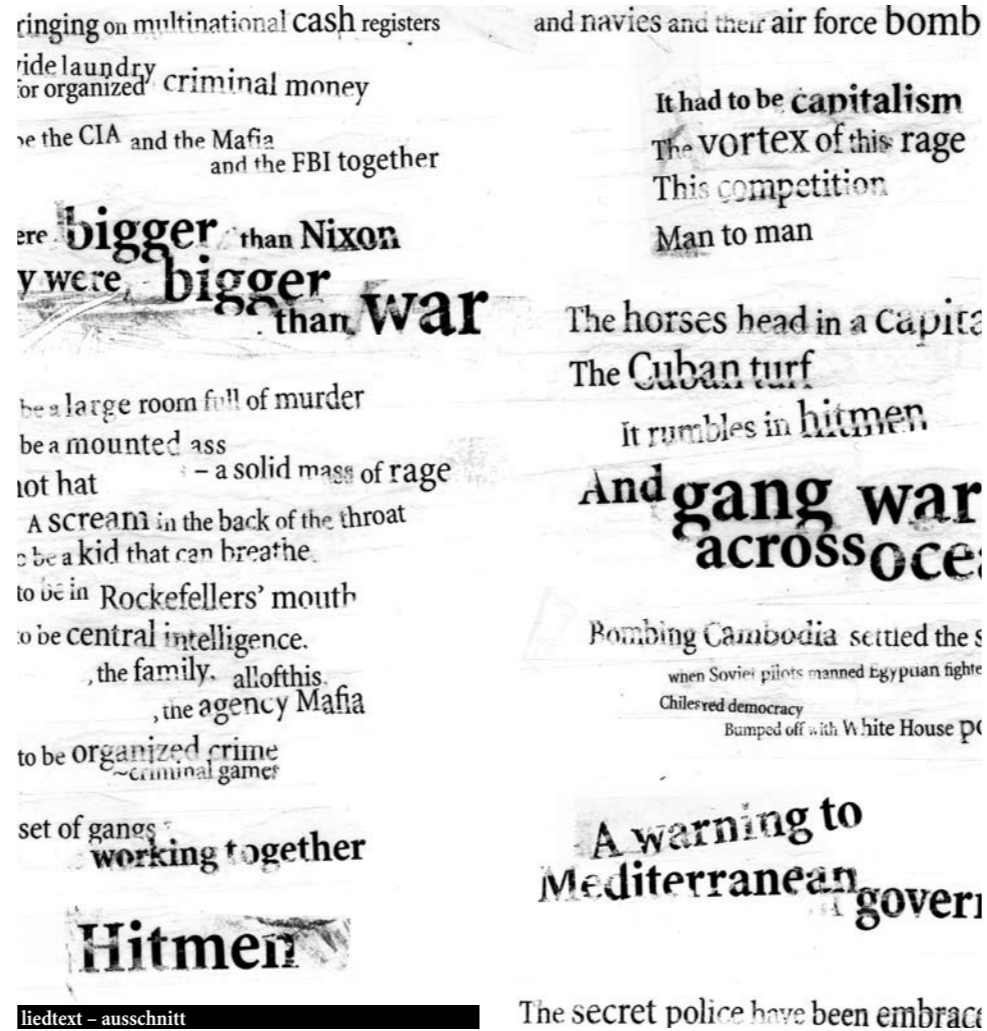 ringing on multinational cash registers
ide laundry
for organized criminal money
be the CIA and the Mafia
and the FBI together
ere bigger than Nixon
y were, bigger
than war
be a large room full of murder
be a mounted ass
– a solid mass of rage
hot hat
A scream in the back of the throat
o be a kid that can breathe
to be in Rockefellers' mouth
to be central intelligence.
, the family. allofthis.
, the agency Mafia
to be organized crime
~criminal games
set of gangs
working together
Hitmen
liedtext – ausschnitt
and navies and their air force bomb
It had to be capitalism
The vortex of this rage
This competition
Man to man
The horses head in a capita
The Cuban turf
It rumbles in hitmen
And gang war
across ocea
Bombing Cambodia settled the s
when Soviet pilots manned Egyptian fighte
Chiles red democracy
Bumped off with White House po
A warning to
Mediterranean
govern
The secret police have been embrace